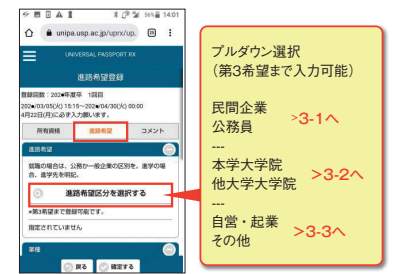 56% 14:01
unipa.usp.ac.jp/uprx/up.
UNIVERSAL PASSPORT RX
進路希望登録
登録回数：202●年度卒 1回目
202●/03/05(火) 15:15～202●/04/30(火) 00:00
4月22日(月)に必ず入力願います。
所有資格 進路希望 コメント
進路希望
就職の場合は、公務か一般企業の区別を、進学の場
合、進学先を明記。
進路希望区分を選択する
*第3希望まで登録可能です。
指定されていません
業種
戻る 確定する
プルダウン選択
（第3希望まで入力可能）
民間企業
公務員
>3-1へ
---
本学大学院
他大学大学院
>3-2へ
---
自営・起業
その他
>3-3へ